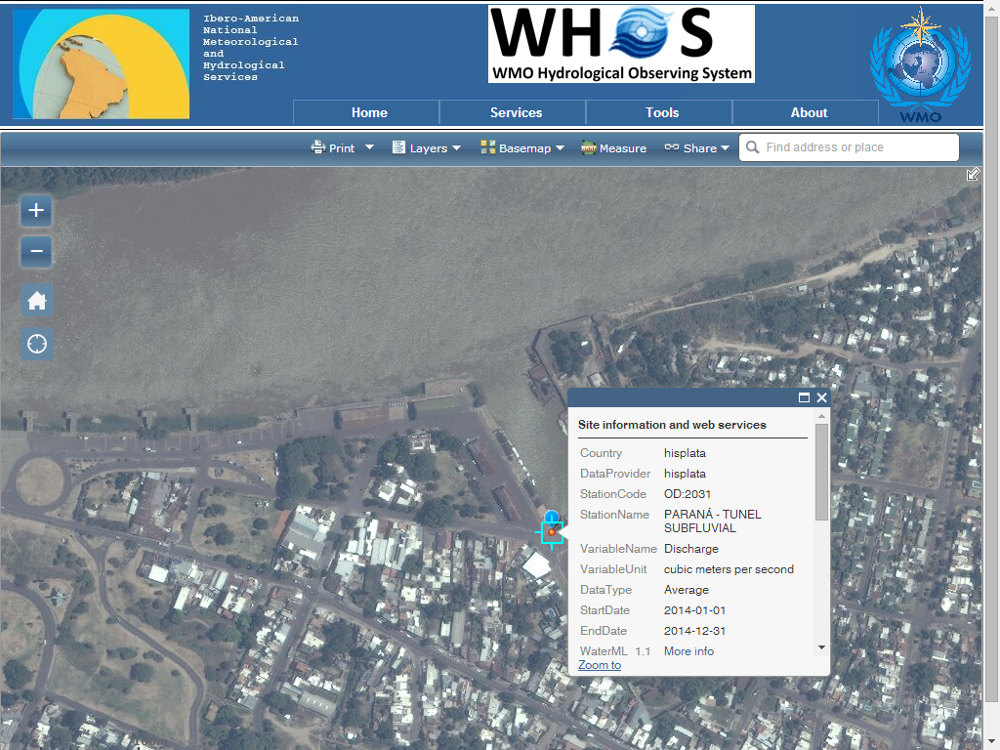 Ibero-American
National
Meteorological
and
Hydrological
Services
WHOS
WMO Hydrological Observing System
WMO
Home Services Tools About
Print Layers Basemap Measure Share Find address or place
Site information and web services
Country hisplata
DataProvider hisplata
StationCode OD:2031
StationName PARANÁ - TUNEL
SUBFLUVIAL
VariableName Discharge
VariableUnit cubic meters per second
DataType Average
StartDate 2014-01-01
EndDate 2014-12-31
WaterML 1.1 More info
Zoom to